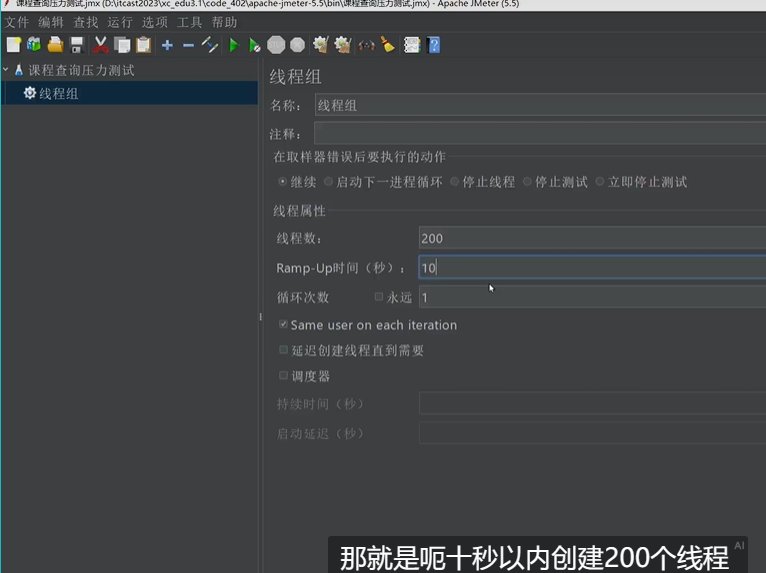 课程查询压力测试.jmx (D:\itcast2023\xc_edu3.1\code_402\apache-jmeter-5.5\bin\课程查询压力测试.jmx) - Apache JMeter (5.5)
文件 编辑 查找 运行 选项 工具 帮助
课程查询压力测试
线程组
线程组
名称： 线程组
注释：
在取样器错误后要执行的动作
继续 启动下一进程循环 停止线程 停止测试 立即停止测试
线程属性
线程数： 200
Ramp-Up时间（秒）： 10
循环次数 永远 1
Same user on each iteration
延迟创建线程直到需要
调度器
持续时间（秒）
启动延迟（秒）
AI
那就是呃十秒以内创建200个线程